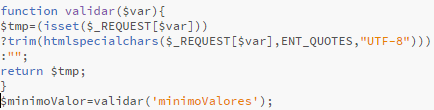 function validar($var){
$tmp=(isset($_REQUEST[$var]))
?trim(htmlspecialchars($_REQUEST[$var],ENT_QUOTES,"UTF-8"))
:"";
return $tmp;
}
$minimoValor=validar('minimoValores');